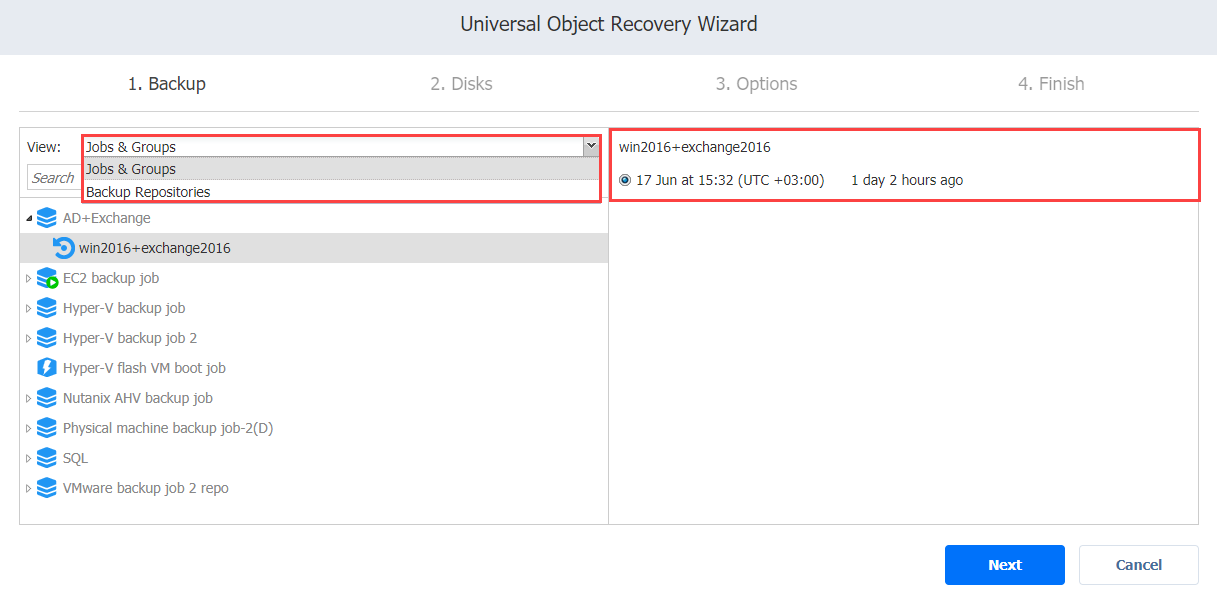 Universal Object Recovery Wizard
1. Backup 2. Disks 3. Options 4. Finish
View: Jobs & Groups
Jobs & Groups
Search
Backup Repositories
AD+Exchange
win2016+exchange2016
EC2 backup job
Hyper-V backup job
Hyper-V backup job 2
Hyper-V flash VM boot job
Nutanix AHV backup job
Physical machine backup job-2(D)
SQL
VMware backup job 2 repo
win2016+exchange2016
17 Jun at 15:32 (UTC +03:00) 1 day 2 hours ago
Next Cancel